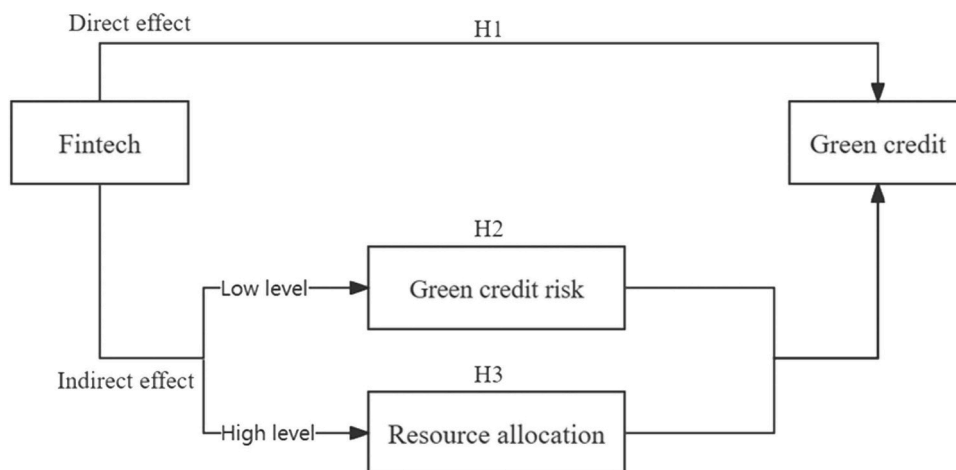 Direct effect
H1
Fintech
Green credit
H2
Low level
Green credit risk
Indirect effect
H3
High level
Resource allocation